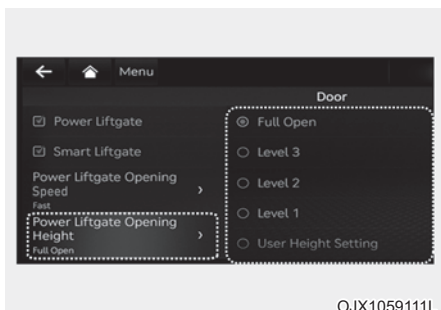 Menu
Door
Power Liftgate
Smart Liftgate
Power Liftgate Opening
Speed
Fast
Power Liftgate Opening
Height
Full Open
Full Open
Level 3
Level 2
Level 1
User Height Setting
OJX1059111L